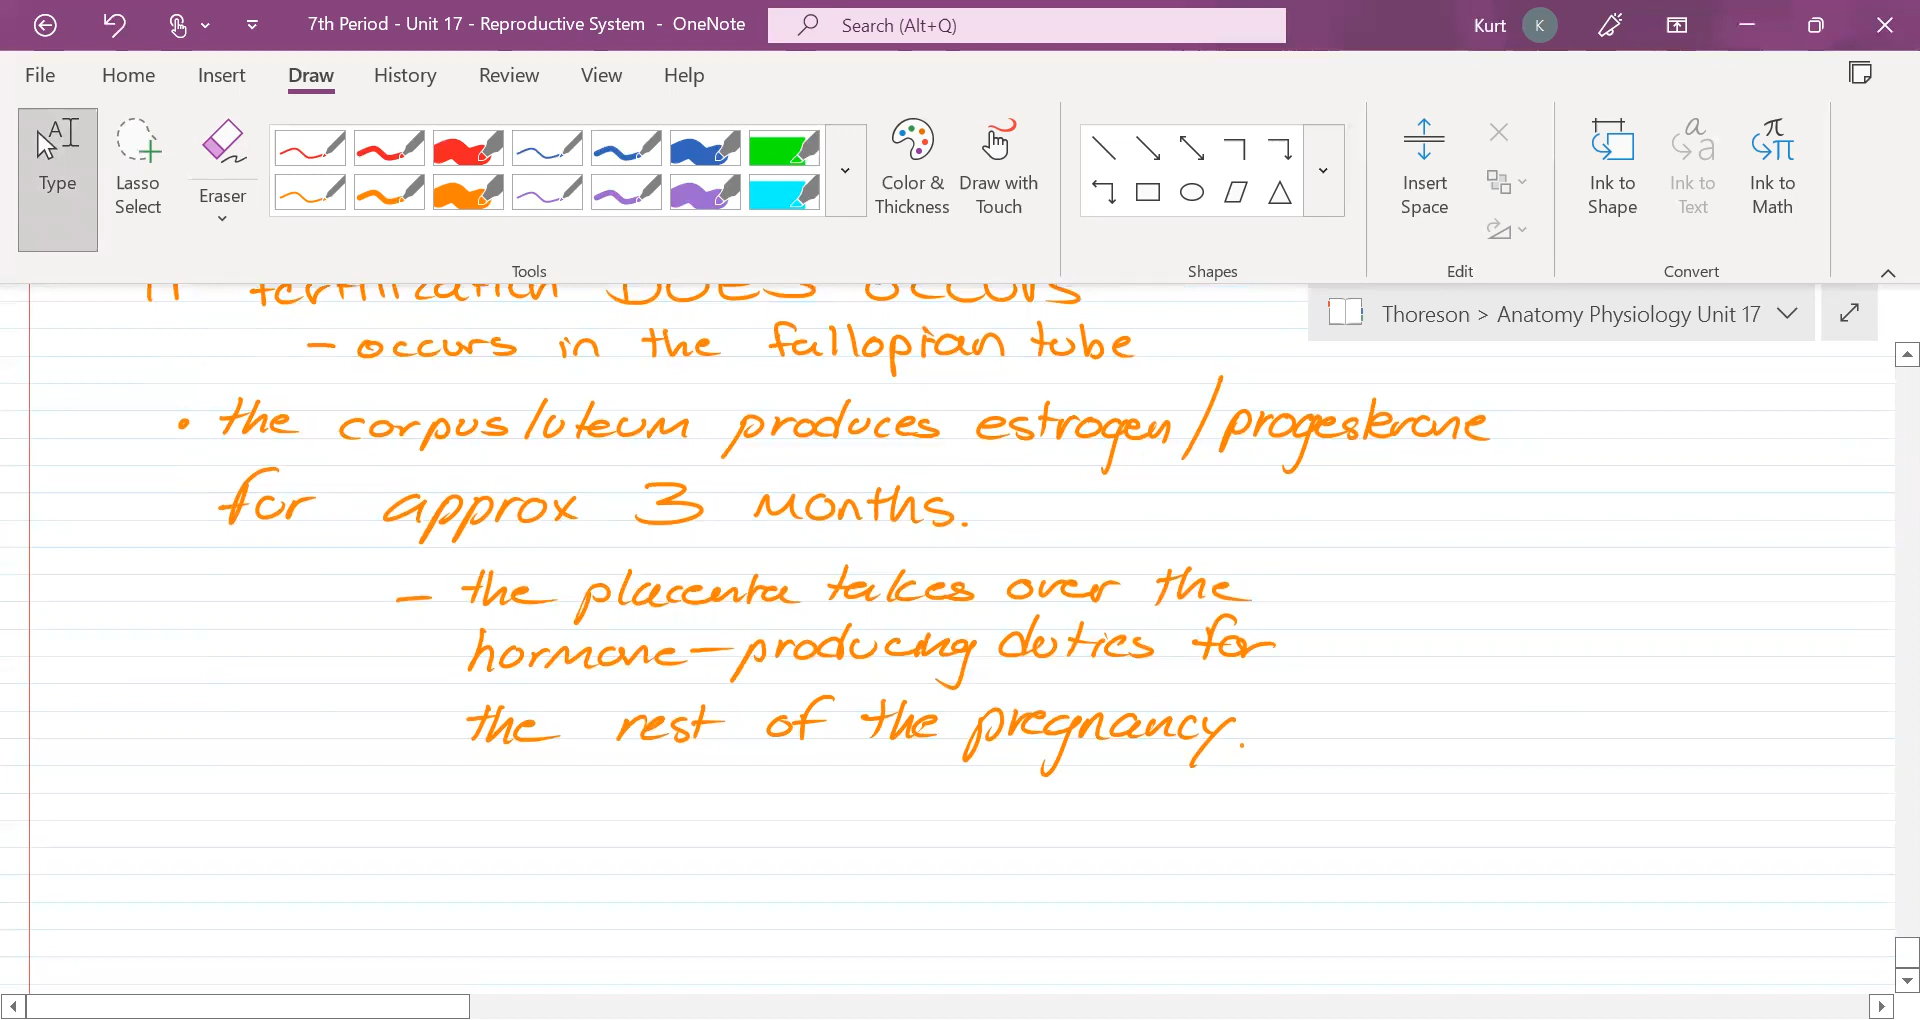 7th Period - Unit 17 - Reproductive System - OneNote
Search (Alt+Q)
Kurt
K
File Home Insert Draw History Review View Help
Type
Lasso Select
Eraser
Color & Thickness
Draw with Touch
Insert Space
Ink to Shape
Ink to Text
Ink to Math
Tools
Shapes
Edit
Convert
Thoreson > Anatomy Physiology Unit 17
If fertilization DOES occurs
- occurs in the fallopian tube
• the corpus luteum produces estrogen/progesterone
for approx 3 months.
- the placenta takes over the
hormone-producing duties for
the rest of the pregnancy.